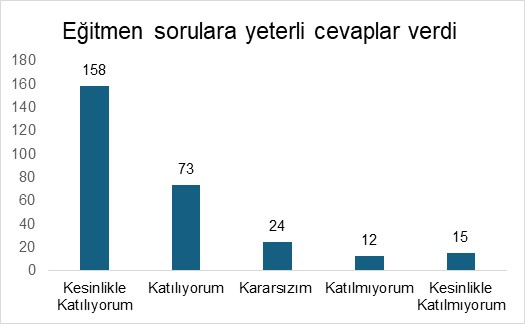 Eğitmen sorulara yeterli cevaplar verdi
180
160
140
120
100
80
60
40
20
0
158
73
24
12
15
Kesinlikle
Katılıyorum
Katılıyorum
Kararsızım
Katılmıyorum
Kesinlikle
Katılmıyorum